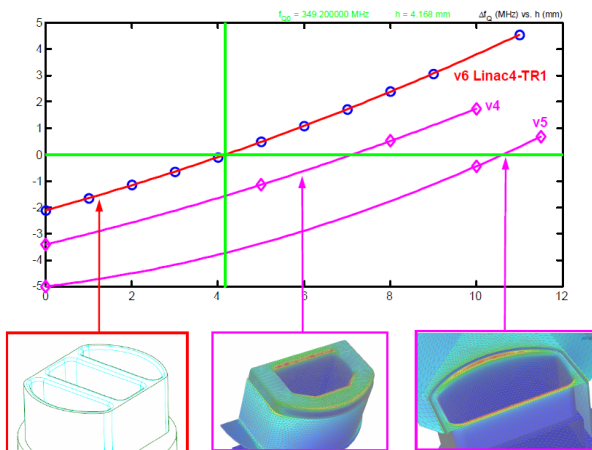 f_Q0 = 349.200000 MHz h = 4.168 mm Δf_Q (MHz) vs. h (mm)
5
4
v6 Linac4-TR1
3
2
v4
1
v5
0
-1
-2
-3
-4
-5
0 2 4 6 8 10 12